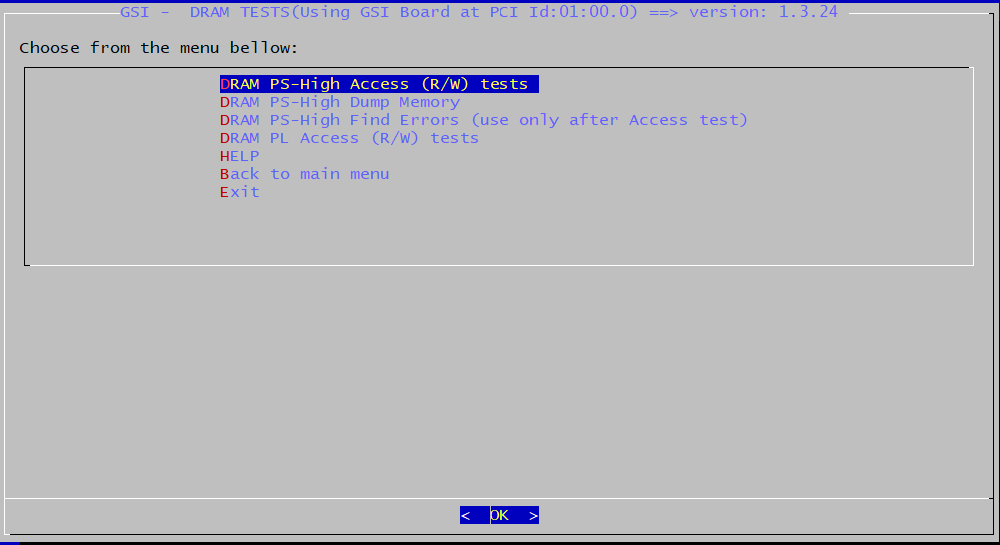 GSI - DRAM TESTS(Using GSI Board at PCI Id:01:00.0) ==> version: 1.3.24
Choose from the menu bellow:
DRAM PS-High Access (R/W) tests
DRAM PS-High Dump Memory
DRAM PS-High Find Errors (use only after Access test)
DRAM PL Access (R/W) tests
HELP
Back to main menu
Exit
< OK >